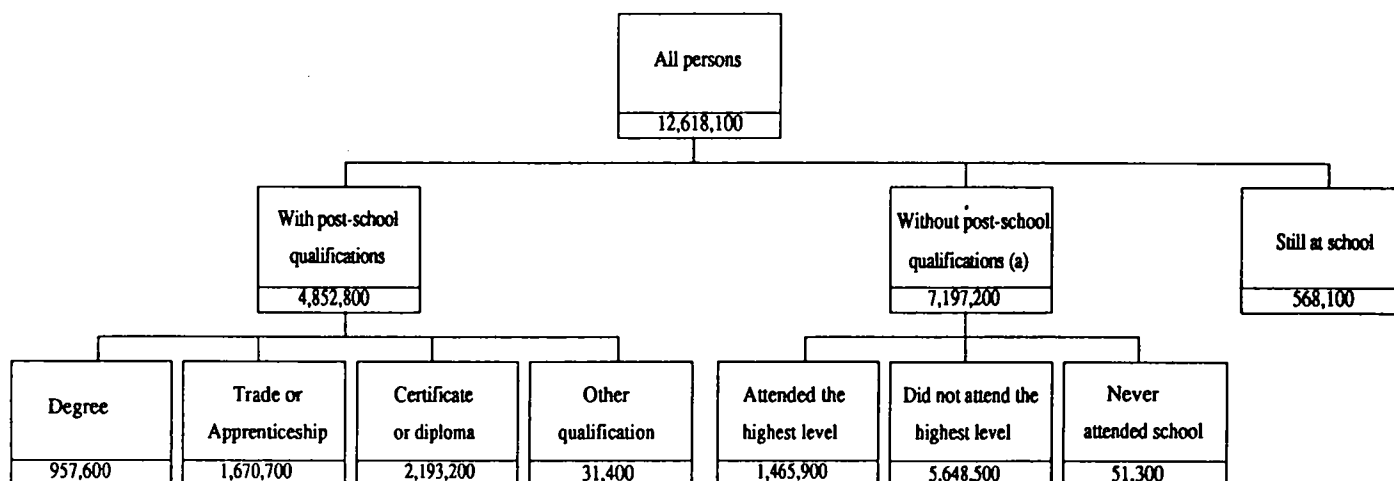 All persons
12,618,100
With post-school
qualifications
4,852,800
Without post-school
qualifications (a)
7,197,200
Still at school
568,100
Degree
957,600
Trade or
Apprenticeship
1,670,700
Certificate
or diploma
2,193,200
Other
qualification
31,400
Attended the
highest level
1,465,900
Did not attend the
highest level
5,648,500
Never
attended school
51,300